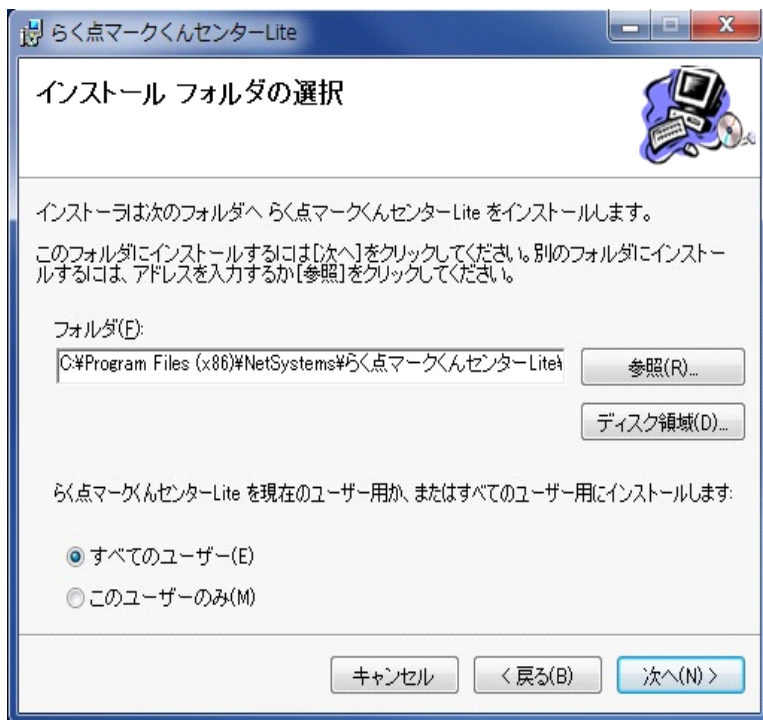 らく点マークくんセンターLite
インストール フォルダの選択
インストーラは次のフォルダへ らく点マークくんセンターLite をインストールします。
このフォルダにインストールするには[次へ]をクリックしてください。別のフォルダにインストー
ルするには、アドレスを入力するか[参照]をクリックしてください。
フォルダ(F):
C:¥Program Files (x86)¥NetSystems¥らく点マークくんセンターLite¥
参照(R)...
ディスク領域(D)...
らく点マークくんセンターLite を現在のユーザー用か、またはすべてのユーザー用にインストールします:
すべてのユーザー(E)
このユーザーのみ(M)
キャンセル
< 戻る(B)
次へ(N) >